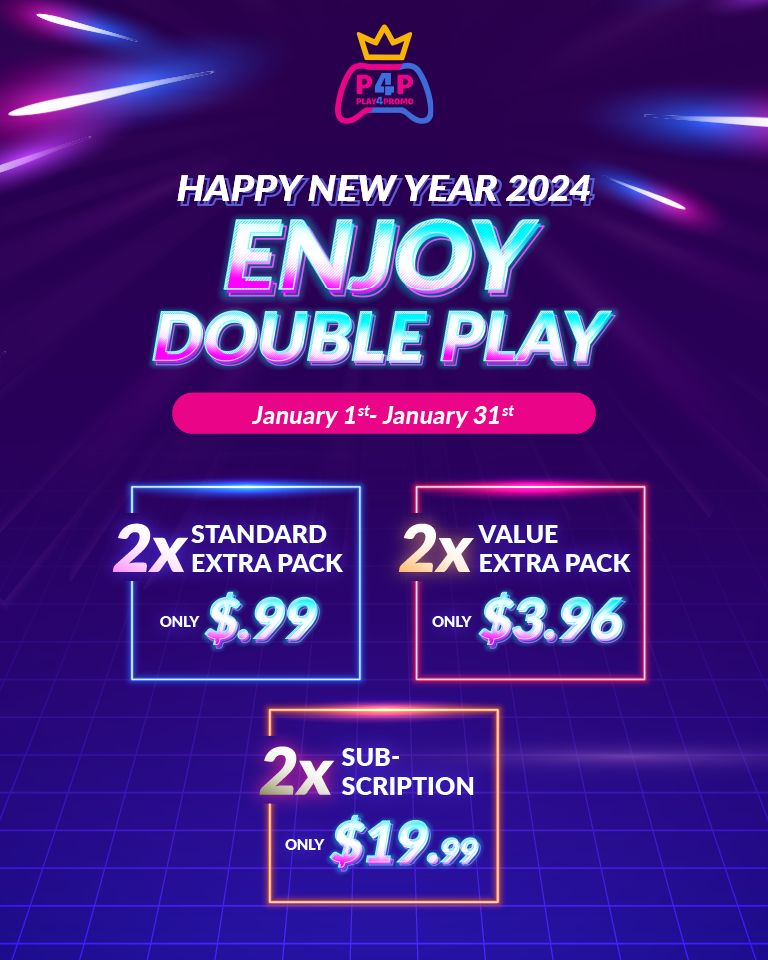 P4P
PLAY4PROMO
HAPPY NEW YEAR 2024
ENJOY
DOUBLE PLAY
January 1st- January 31st
2x STANDARD
EXTRA PACK
ONLY $.99
2x VALUE
EXTRA PACK
ONLY $3.96
2x SUB-
SCRIPTION
ONLY $19.99